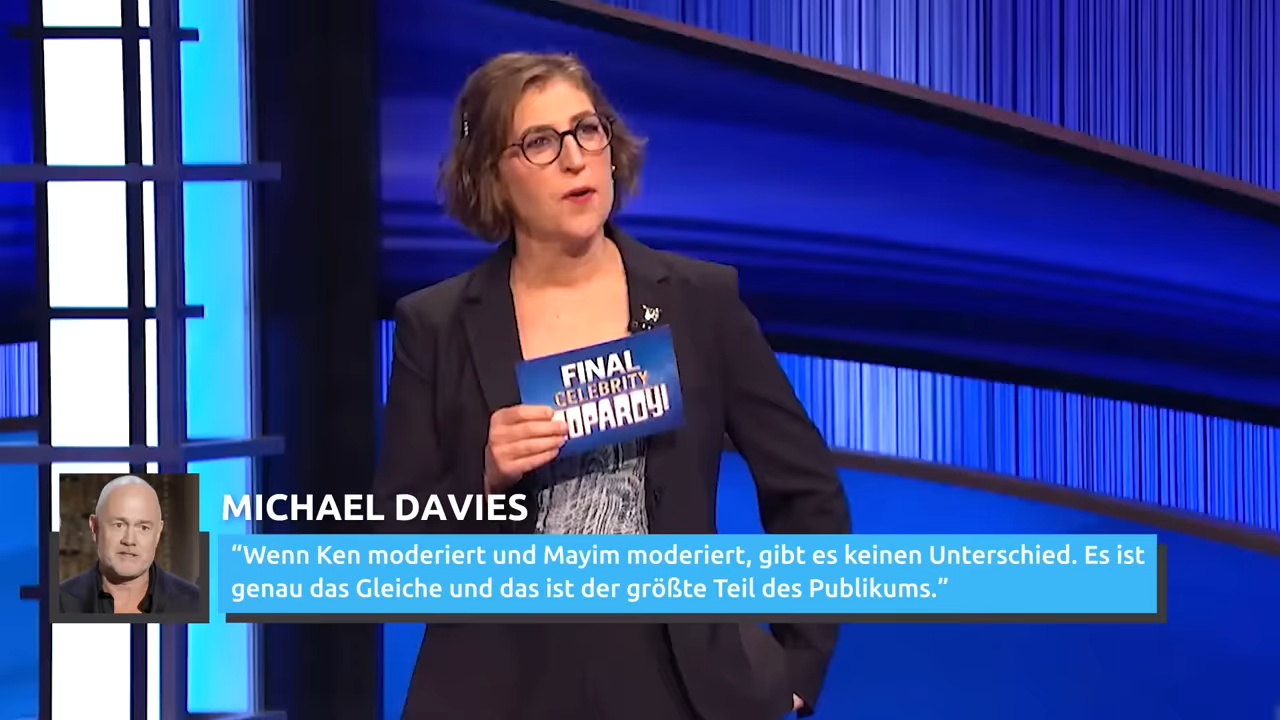 FINAL
CELEBRITY
OPARDY!
MICHAEL DAVIES
“Wenn Ken moderiert und Mayim moderiert, gibt es keinen Unterschied. Es ist
genau das Gleiche und das ist der größte Teil des Publikums.”